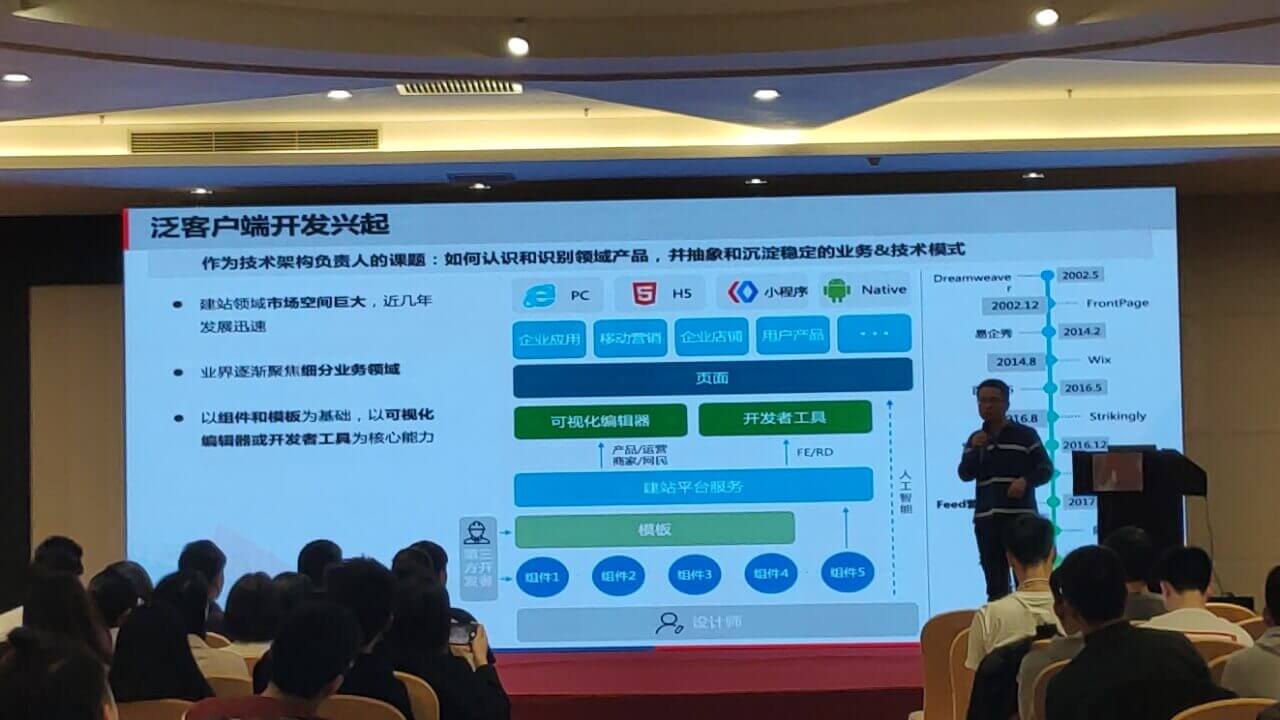 泛客户端开发兴起
作为技术架构负责人的课题：如何认识和识别领域产品，并抽象和沉淀稳定的业务&技术模式
• 建站领域市场空间巨大，近几年
发展迅速
• 业界逐渐聚焦细分业务领域
• 以组件和模板为基础，以可视化
编辑器或开发者工具为核心能力
PC
H5
小程序
Native
企业应用
移动营销
企业店铺
用户产品
...
页面
可视化编辑器
开发者工具
产品/运营
商家/网民
FE/RD
建站平台服务
模板
组件1
组件2
组件3
组件4
组件5
第三
方开
发者
设计师
人工智能
Dreamweave
r
2002.5
2002.12
FrontPage
易企秀
2014.2
2014.8
Wix
2016.5
16.8
Strikingly
2016.12
Feed
2017